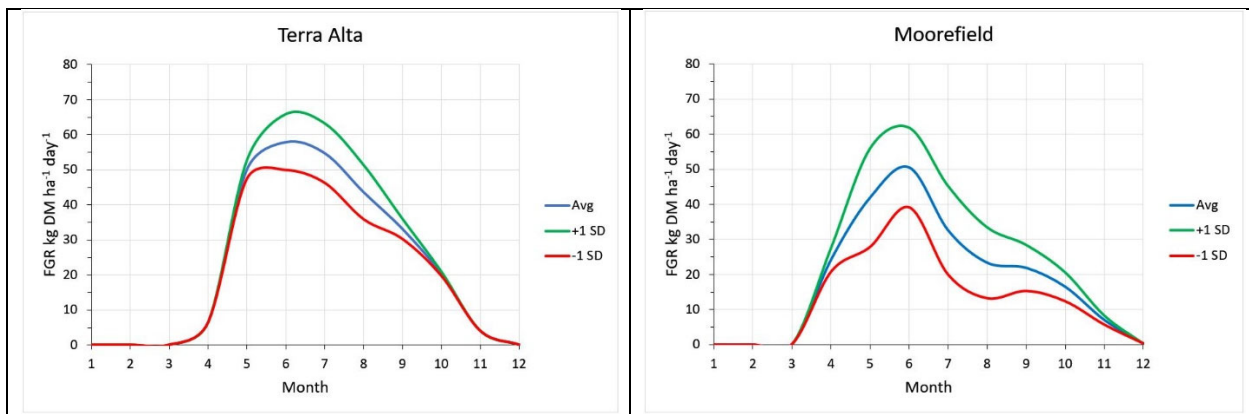 Terra Alta
80
70
60
50
40
30
20
10
0
FGR kg DM ha⁻¹ day⁻¹
1 2 3 4 5 6 7 8 9 10 11 12
Month
Avg
+1 SD
-1 SD
Moorefield
80
70
60
50
40
30
20
10
0
FGR kg DM ha⁻¹ day⁻¹
1 2 3 4 5 6 7 8 9 10 11 12
Month
Avg
+1 SD
-1 SD